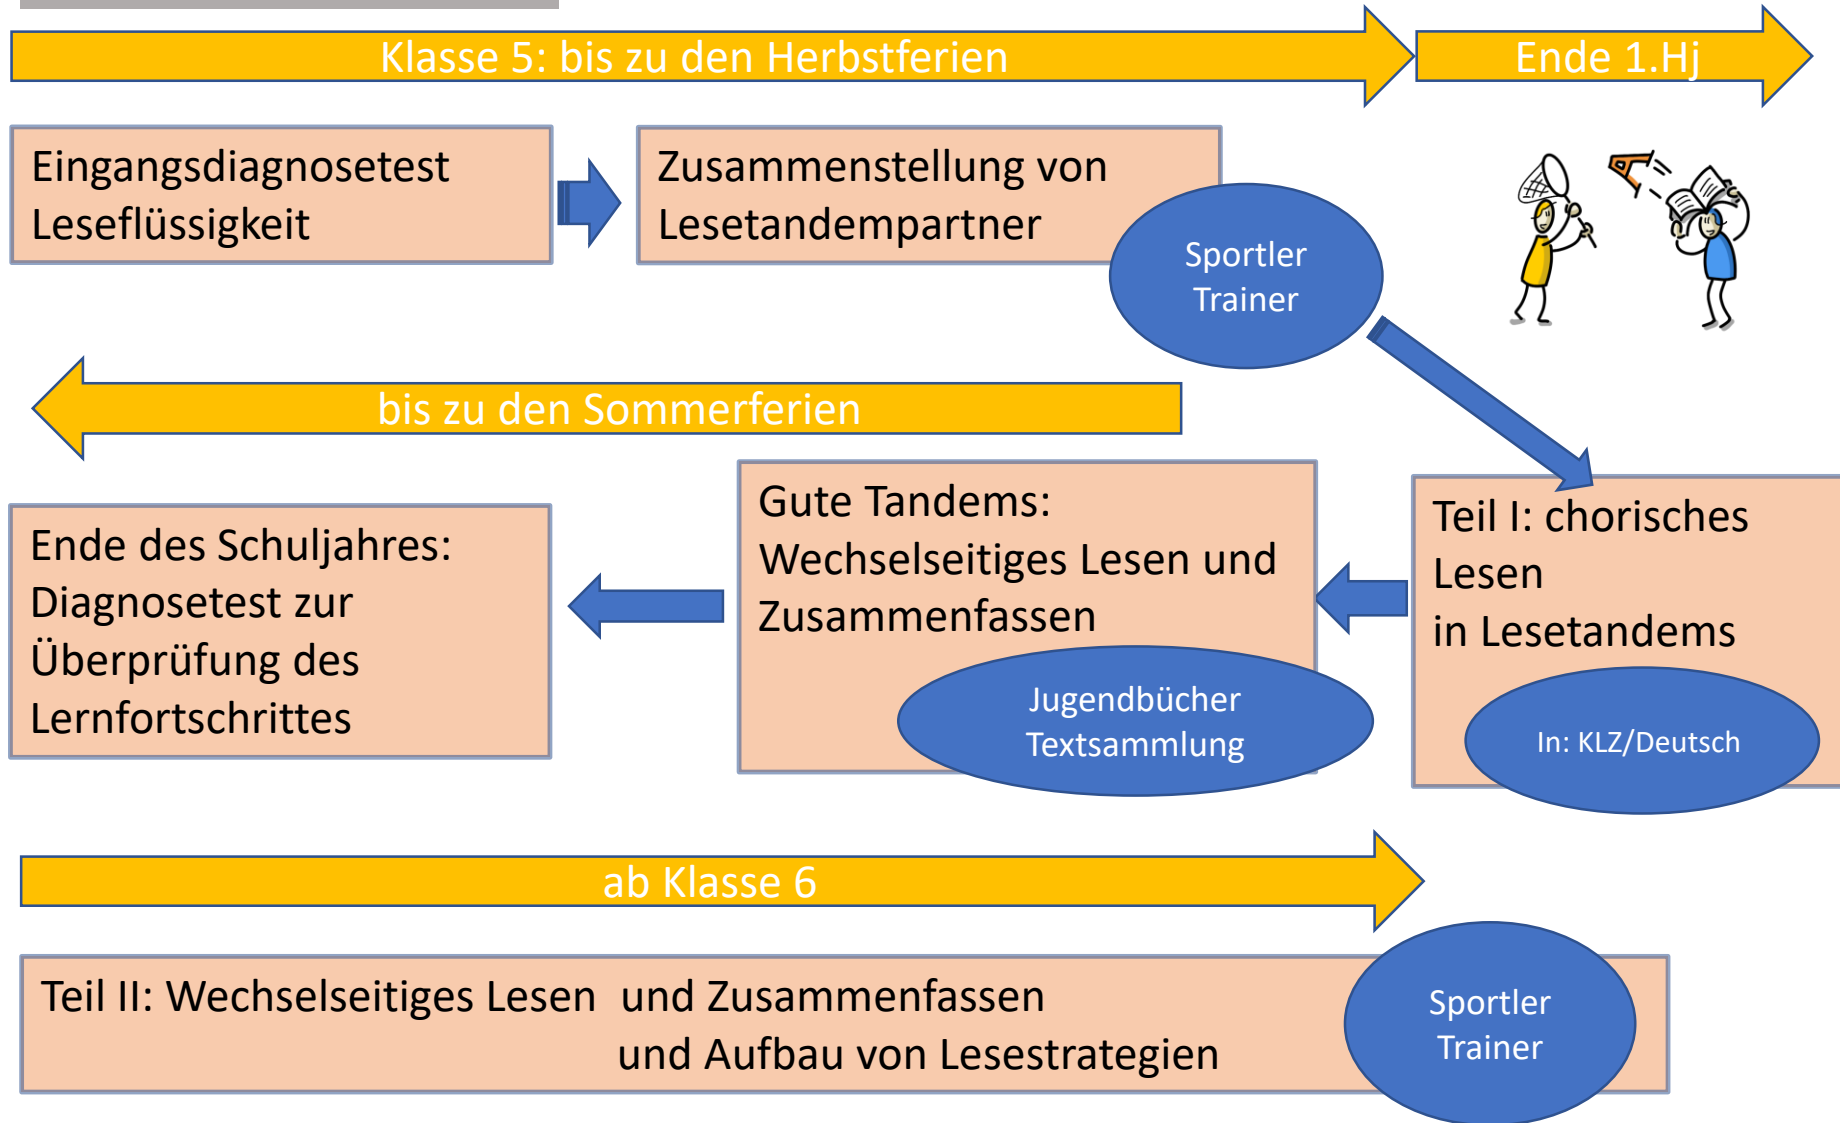 Klasse 5: bis zu den Herbstferien
Ende 1.Hj
Eingangsdiagnosetest
Leseflüssigkeit
Zusammenstellung von
Lesetandempartner
Sportler
Trainer
A
bis zu den Sommerferien
Teil I: chorisches
Lesen
in Lesetandems
In: KLZ/Deutsch
Gute Tandems:
Wechselseitiges Lesen und
Zusammenfassen
Jugendbücher
Textsammlung
Ende des Schuljahres:
Diagnosetest zur
Überprüfung des
Lernfortschrittes
ab Klasse 6
Teil II: Wechselseitiges Lesen und Zusammenfassen
und Aufbau von Lesestrategien
Sportler
Trainer